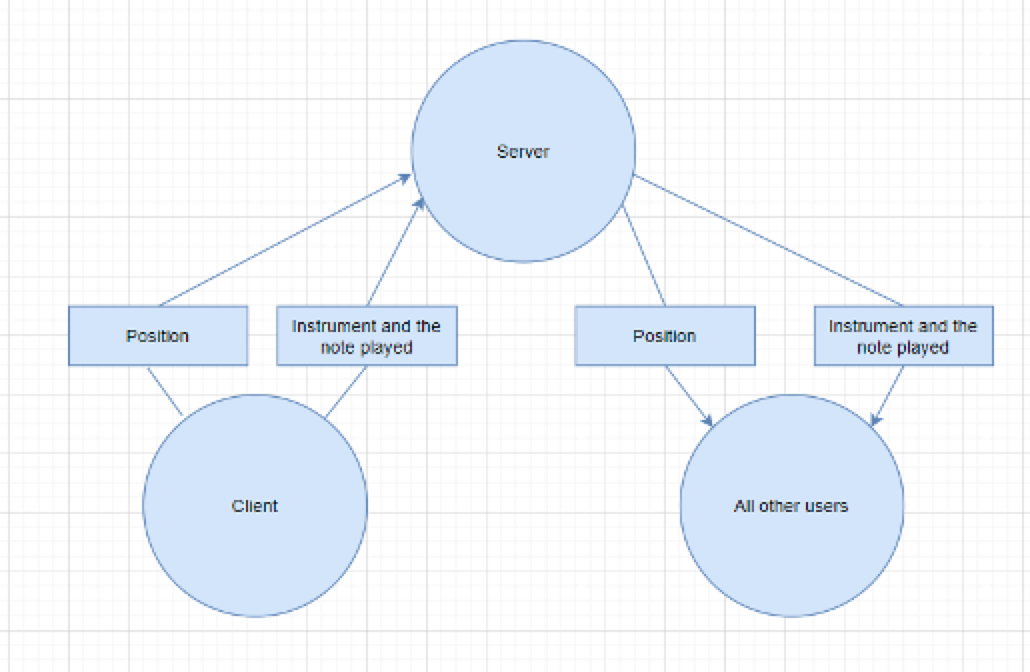 Server
Position
Instrument and the
note played
Position
Instrument and the
note played
Client
All other users